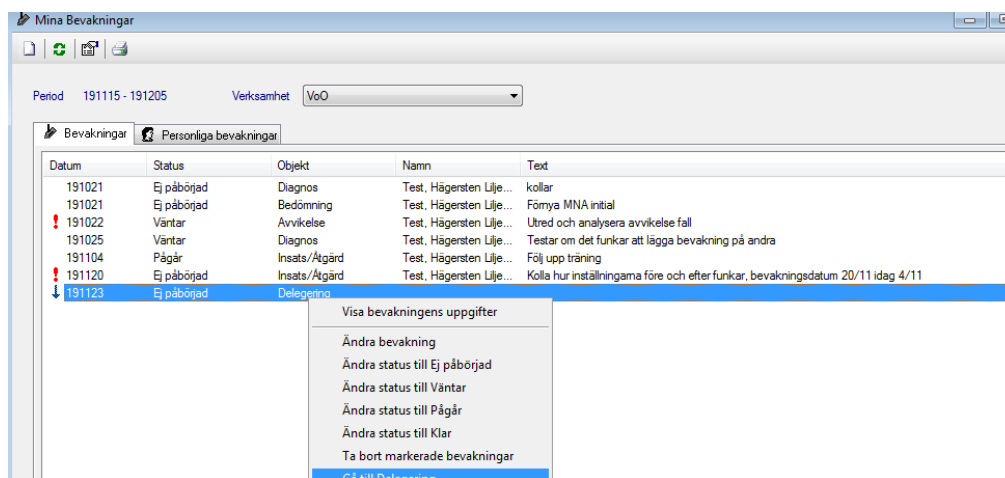 Mina Bevakningar
Period 191115 - 191205 Verksamhet VoO
Bevakningar Personliga bevakningar
Datum Status Objekt Namn Text
191021 Ej påbörjad Diagnos Test, Hägersten Lilje... kollar
191021 Ej påbörjad Bedömning Test, Hägersten Lilje... Förnya MNA initial
191022 Väntar Avvikelse Test, Hägersten Lilje... Utred och analysera avvikelse fall
191025 Väntar Diagnos Test, Hägersten Lilje... Testar om det funkar att lägga bevakning på andra
191104 Pågår Insats/Åtgärd Test, Hägersten Lilje... Följ upp träning
191120 Ej påbörjad Insats/Åtgärd Test, Hägersten Lilje... Kolla hur inställningarna före och efter funkar, bevakningsdatum 20/11 idag 4/11
191123 Ej påbörjad Delegering
Visa bevakningens uppgifter
Ändra bevakning
Ändra status till Ej påbörjad
Ändra status till Väntar
Ändra status till Pågår
Ändra status till Klar
Ta bort markerade bevakningar
Gå till Delegering